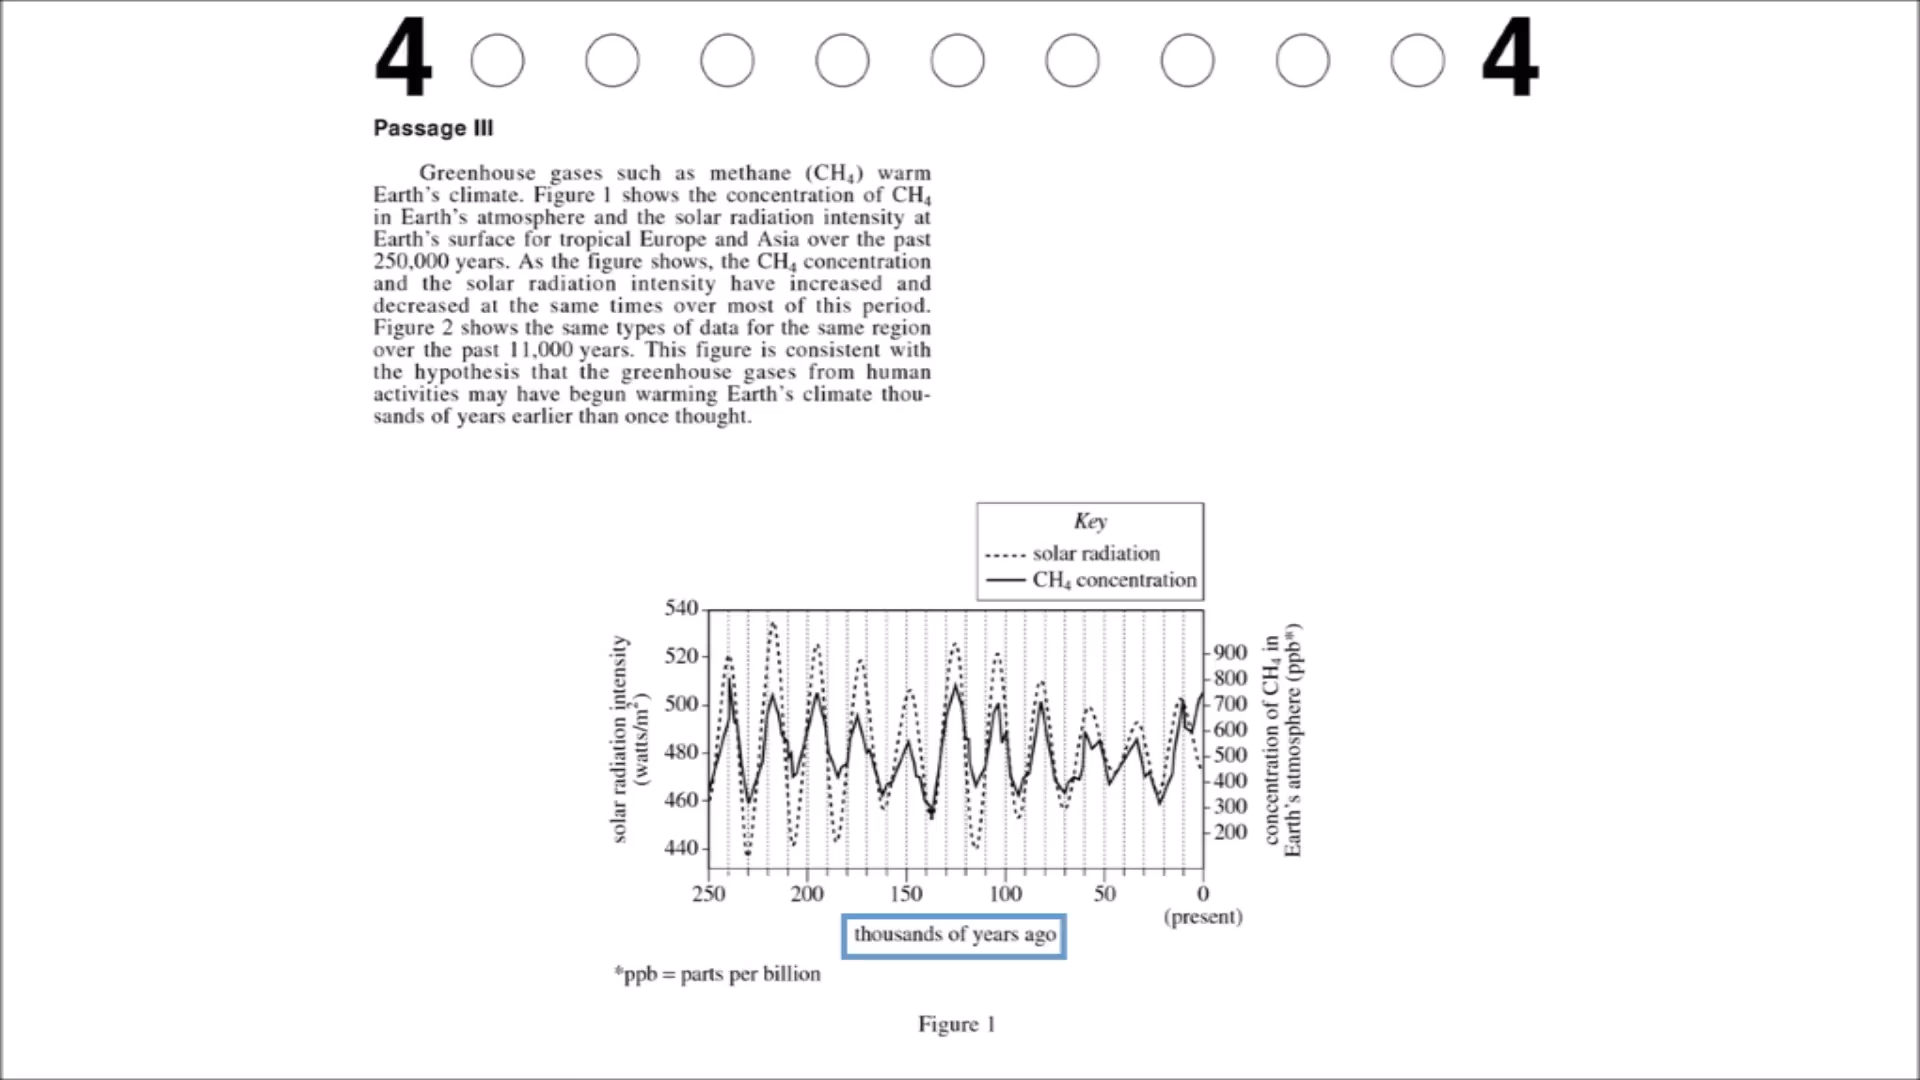 4 4
Passage III
Greenhouse gases such as methane (CH₄) warm
Earth's climate. Figure 1 shows the concentration of CH₄
in Earth's atmosphere and the solar radiation intensity at
Earth's surface for tropical Europe and Asia over the past
250,000 years. As the figure shows, the CH₄ concentration
and the solar radiation intensity have increased and
decreased at the same times over most of this period.
Figure 2 shows the same types of data for the same region
over the past 11,000 years. This figure is consistent with
the hypothesis that the greenhouse gases from human
activities may have begun warming Earth's climate thou-
sands of years earlier than once thought.
Key
solar radiation
CH₄ concentration
solar radiation intensity
(watts/m²)
540
520
500
480
460
440
900
800
700
600
500
400
300
200
concentration of CH₄ in
Earth's atmosphere (ppb*)
250 200 150 100 50 0
(present)
thousands of years ago
*ppb = parts per billion
Figure 1